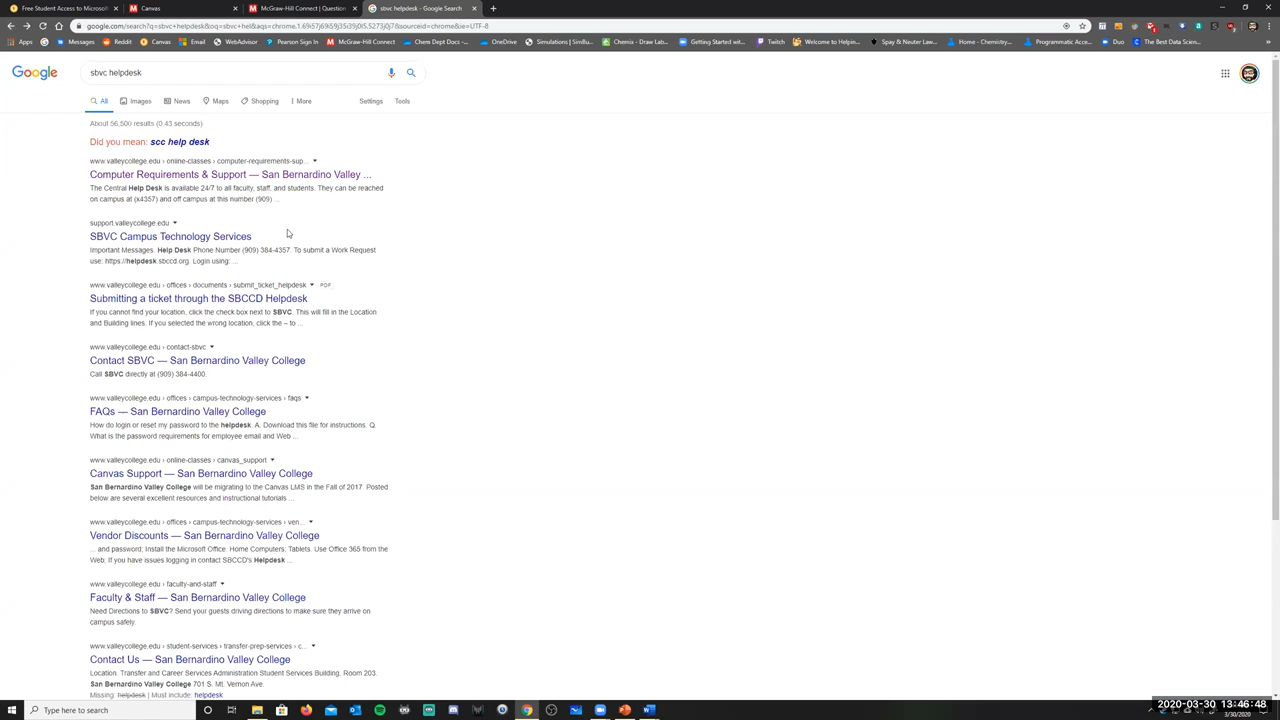 Free Student Access to Microsoft
Canvas
McGraw-Hill Connect | Question
sbvc helpdesk - Google Search
google.com/search?q=sbvc+helpdesk&oq=sbvc+hel&aqs=chrome.1.69i57j69i59j35i39j0l5.5273j0j7&sourceid=chrome&ie=UTF-8
Apps
Messages
Reddit
Canvas
Email
WebAdvisor
Pearson Sign In
McGraw-Hill Connect
Chem Dept Docs -...
OneDrive
Simulations | SimBu...
Chemix - Draw Lab...
Getting Started wit...
Twitch
Welcome to Helpin...
Spay & Neuter Law...
Home - Chemistry...
Programmatic Acce...
Duo
The Best Data Scien...
»
Google
sbvc helpdesk
All
Images
News
Maps
Shopping
More
Settings
Tools
About 56,500 results (0.43 seconds)
Did you mean: scc help desk
www.valleycollege.edu › online-classes › computer-requirements-sup...
Computer Requirements & Support — San Bernardino Valley ...
The Central Help Desk is available 24/7 to all faculty, staff, and students. They can be reached
on campus at (x4357) and off campus at this number (909) ...
support.valleycollege.edu
SBVC Campus Technology Services
Important Messages. Help Desk Phone Number (909) 384-4357. To submit a Work Request
use: https://helpdesk.sbccd.org. Login using: ...
www.valleycollege.edu › offices › documents › submit_ticket_helpdesk PDF
Submitting a ticket through the SBCCD Helpdesk
If you cannot find your location, click the check box next to SBVC. This will fill in the Location
and Building lines. If you selected the wrong location, click the – to ...
www.valleycollege.edu › contact-sbvc
Contact SBVC — San Bernardino Valley College
Call SBVC directly at (909) 384-4400.
www.valleycollege.edu › offices › campus-technology-services › faqs
FAQs — San Bernardino Valley College
How do login or reset my password to the helpdesk. A. Download this file for instructions. Q.
What is the password requirements for employee email and Web ...
www.valleycollege.edu › online-classes › canvas_support
Canvas Support — San Bernardino Valley College
San Bernardino Valley College will be migrating to the Canvas LMS in the Fall of 2017. Posted
below are several excellent resources and instructional tutorials ...
www.valleycollege.edu › offices › campus-technology-services › ven...
Vendor Discounts — San Bernardino Valley College
... and password; Install the Microsoft Office. Home Computers; Tablets. Use Office 365 from the
Web; If you have issues logging in contact SBCCD's Helpdesk ...
www.valleycollege.edu › faculty-and-staff
Faculty & Staff — San Bernardino Valley College
Need Directions to SBVC? Send your guests driving directions to make sure they arrive on
campus safely.
www.valleycollege.edu › student-services › transfer-prep-services › c...
Contact Us — San Bernardino Valley College
Location. Transfer and Career Services Administration Student Services Building, Room 203.
San Bernardino Valley College 701 S. Mt. Vernon Ave.
Missing: helpdesk | Must include: helpdesk
Type here to search
2020-03-30 13:46:48
3/30/2020